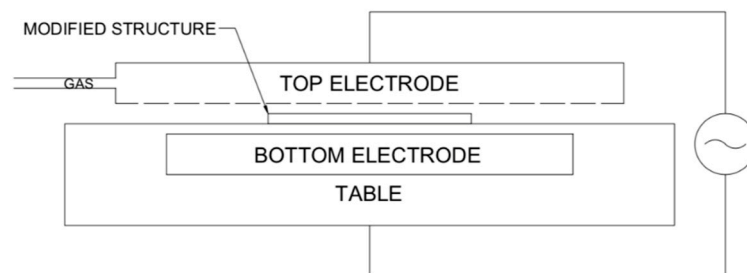 MODIFIED STRUCTURE
GAS
TOP ELECTRODE
BOTTOM ELECTRODE
TABLE